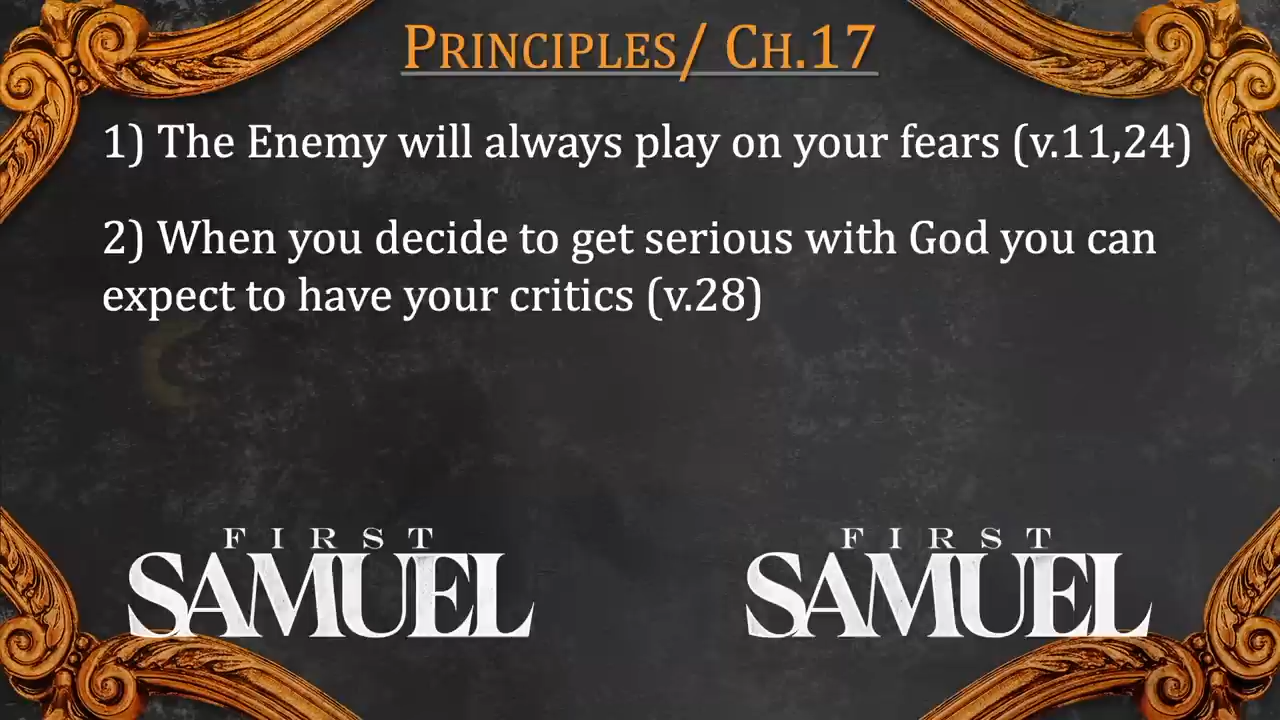 PRINCIPLES/ CH.17
1) The Enemy will always play on your fears (v.11,24)
2) When you decide to get serious with God you can
expect to have your critics (v.28)
FIRST
SAMUEL
FIRST
SAMUEL